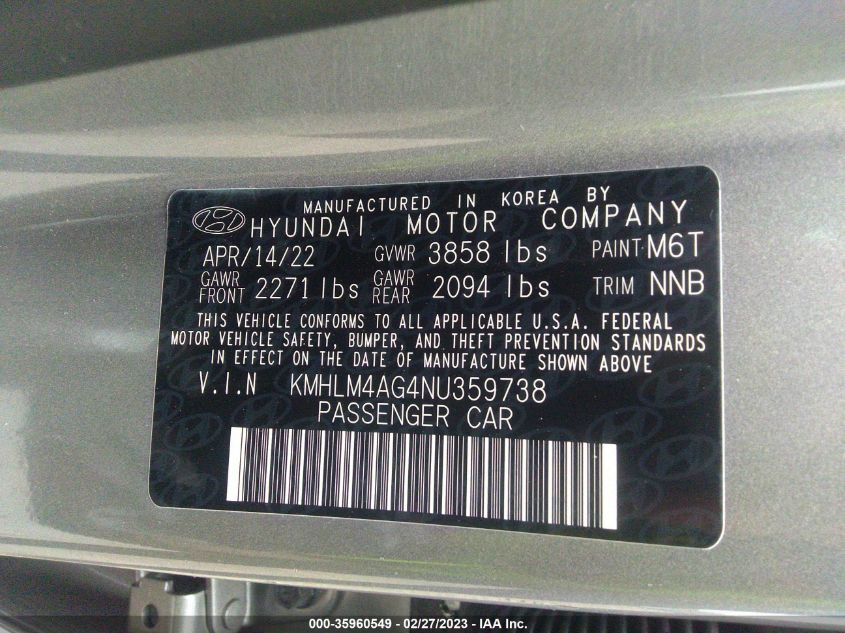 MANUFACTURED IN KOREA BY
HYUNDAI MOTOR COMPANY
APR/14/22 GVWR 3858 lbs PAINT M6T
GAWR FRONT 2271 lbs GAWR REAR 2094 lbs TRIM NNB
THIS VEHICLE CONFORMS TO ALL APPLICABLE U.S.A. FEDERAL
MOTOR VEHICLE SAFETY, BUMPER, AND THEFT PREVENTION STANDARDS
IN EFFECT ON THE DATE OF MANUFACTURE SHOWN ABOVE
V.I.N KMHLM4AG4NU359738
PASSENGER CAR
000-35960549 - 02/27/2023 - IAA Inc.